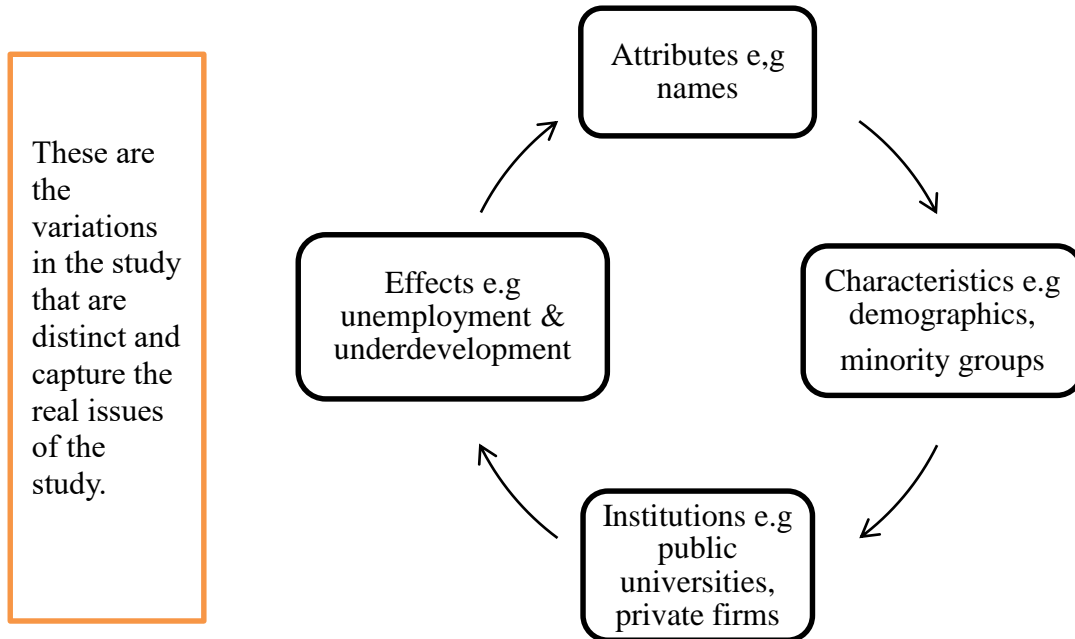 These are
the
variations
in the study
that are
distinct and
capture the
real issues
of the
study.
Attributes e,g
names
Characteristics e.g
demographics,
minority groups
Institutions e.g
public
universities,
private firms
Effects e.g
unemployment &
underdevelopment